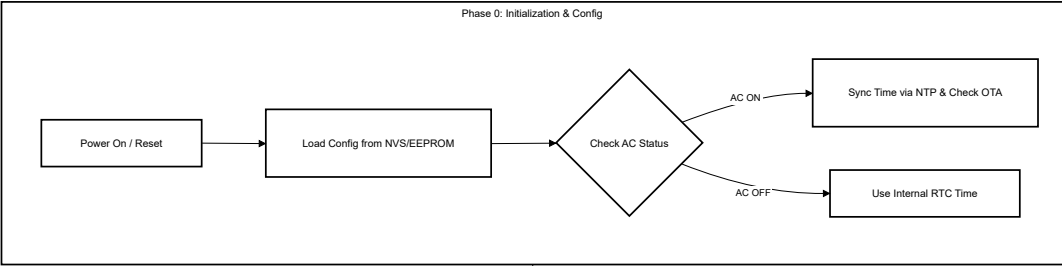 Phase 0: Initialization & Config
Power On / Reset
Load Config from NVS/EEPROM
Check AC Status
AC ON
Sync Time via NTP & Check OTA
AC OFF
Use Internal RTC Time